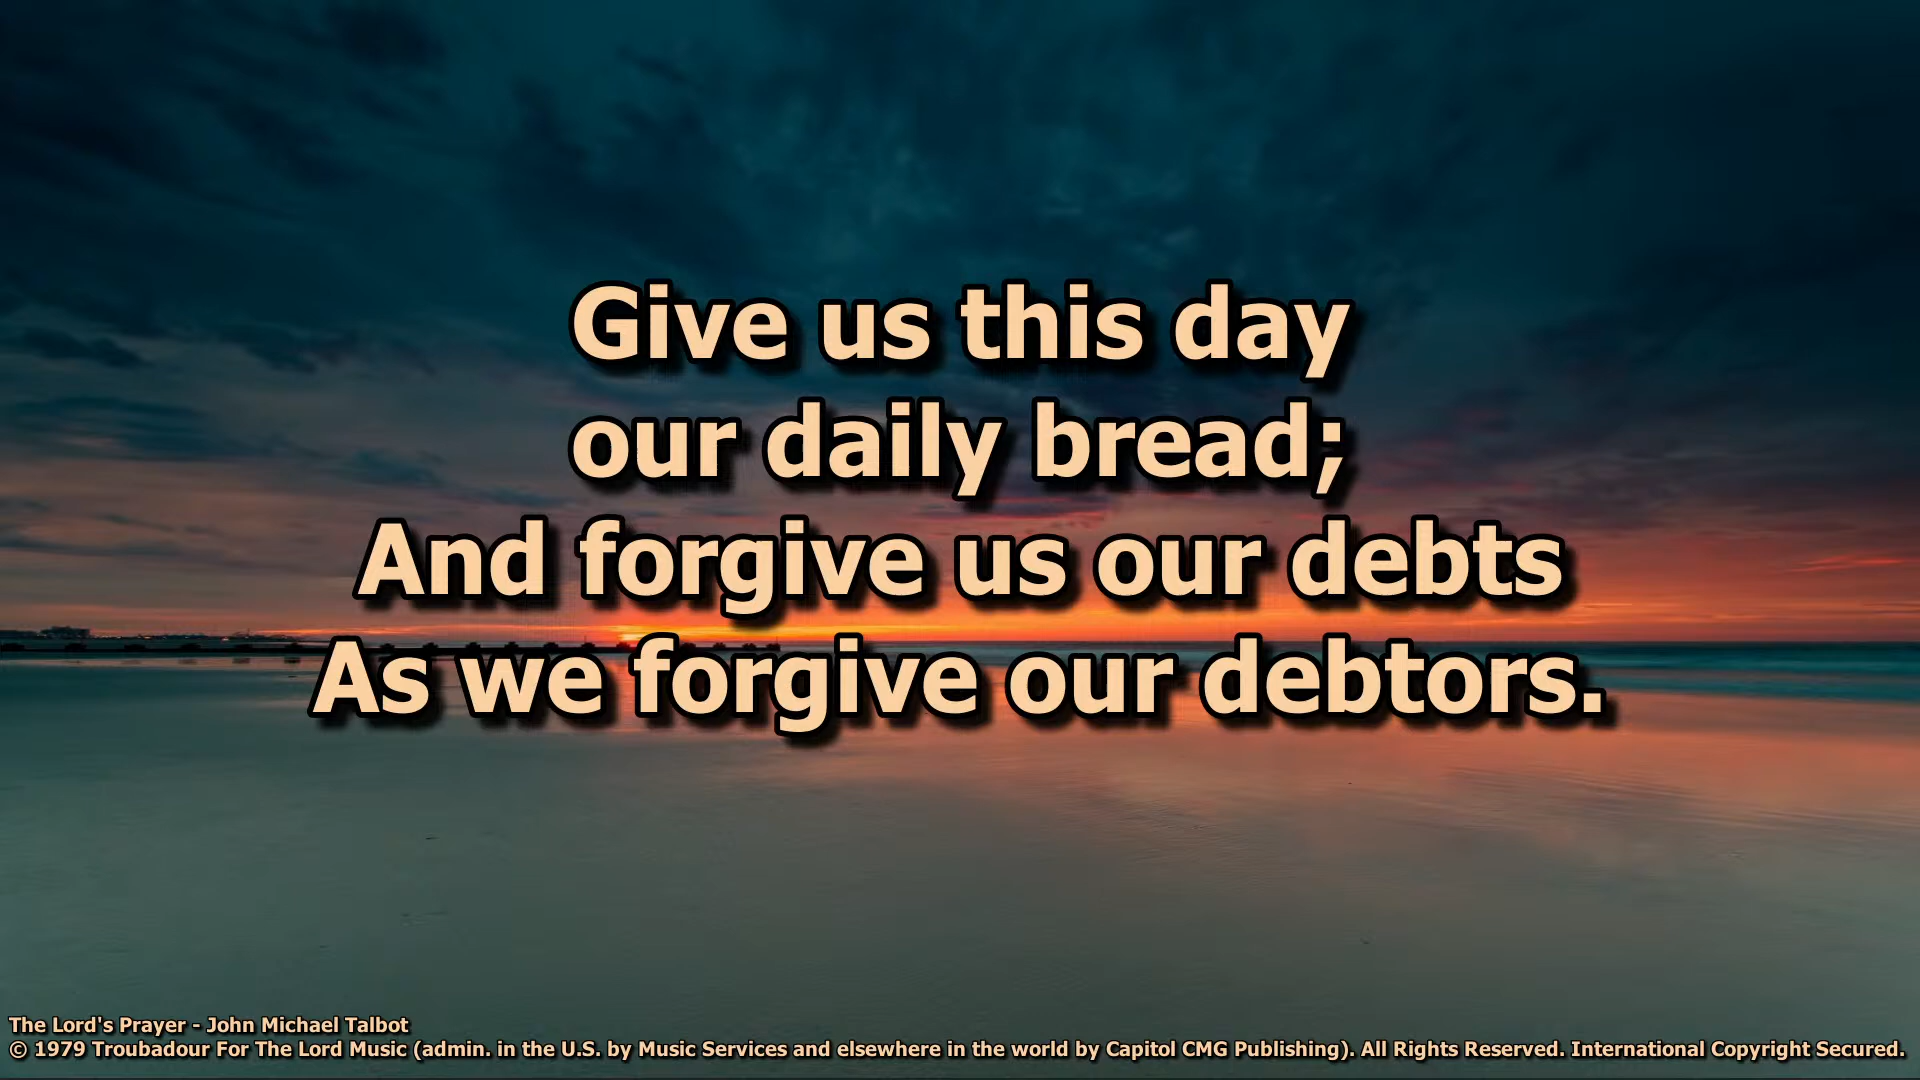 Give us this day
our daily bread;
And forgive us our debts
As we forgive our debtors.
The Lord's Prayer - John Michael Talbot
© 1979 Troubadour For The Lord Music (admin. in the U.S. by Music Services and elsewhere in the world by Capitol CMG Publishing). All Rights Reserved. International Copyright Secured.